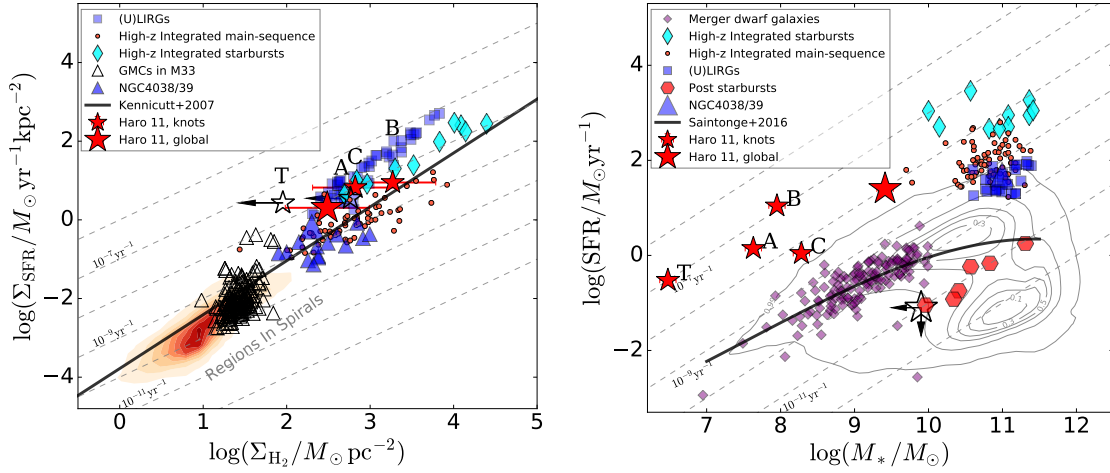 (U)LIRGs
High-z Integrated main-sequence
High-z Integrated starbursts
GMCs in M33
NGC4038/39
Kennicutt+2007
Haro 11, knots
Haro 11, global
B
A
C
T
10⁻⁷yr⁻¹
10⁻⁹yr⁻¹
10⁻¹¹yr⁻¹
Regions in Spirals
4
2
0
−2
−4
0
1
2
3
4
5
log(Σ_SFR/M⊙yr⁻¹kpc⁻²)
log(Σ_H₂/M⊙pc⁻²)
Merger dwarf galaxies
High-z Integrated starbursts
High-z Integrated main-sequence
(U)LIRGs
Post starbursts
NGC4038/39
Saintonge+2016
Haro 11, knots
Haro 11, global
B
A
C
T
10⁻⁷yr⁻¹
10⁻⁹yr⁻¹
10⁻¹¹yr⁻¹
0.3
0.1
4
2
0
−2
7
8
9
10
11
12
log(SFR/M⊙yr⁻¹)
log(M*/M⊙)